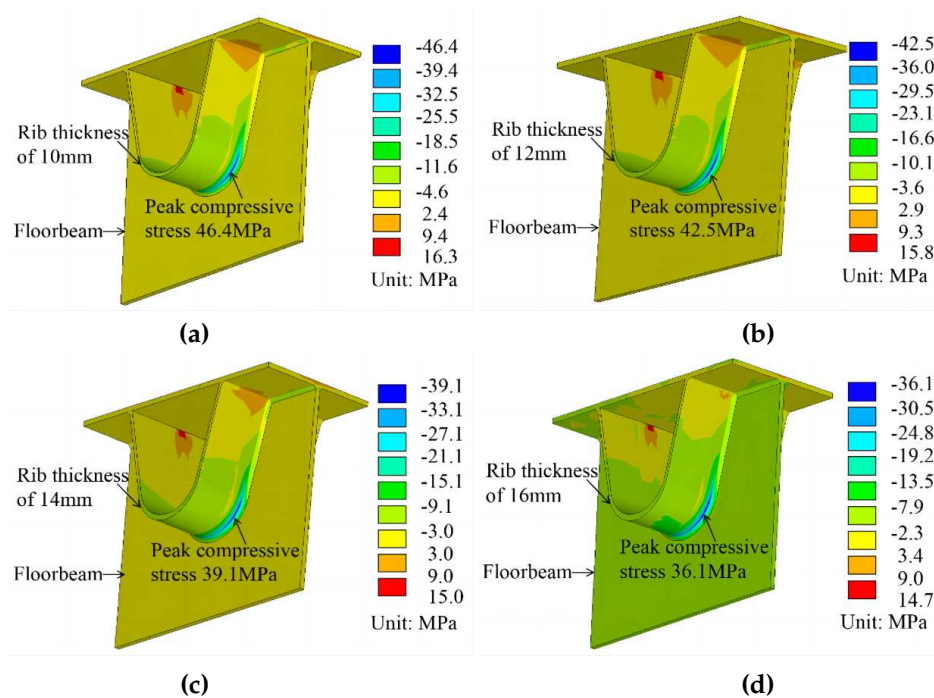 -46.4
-39.4
-32.5
-25.5
-18.5
-11.6
-4.6
2.4
9.4
16.3
Unit: MPa
Rib thickness
of 10mm
Peak compressive
stress 46.4MPa
Floorbeam
(a)
-42.5
-36.0
-29.5
-23.1
-16.6
-10.1
-3.6
2.9
9.3
15.8
Unit: MPa
Rib thickness
of 12mm
Peak compressive
stress 42.5MPa
Floorbeam
(b)
-39.1
-33.1
-27.1
-21.1
-15.1
-9.1
-3.0
3.0
9.0
15.0
Unit: MPa
Rib thickness
of 14mm
Peak compressive
stress 39.1MPa
Floorbeam
(c)
-36.1
-30.5
-24.8
-19.2
-13.5
-7.9
-2.3
3.4
9.0
14.7
Unit: MPa
Rib thickness
of 16mm
Peak compressive
stress 36.1MPa
Floorbeam
(d)